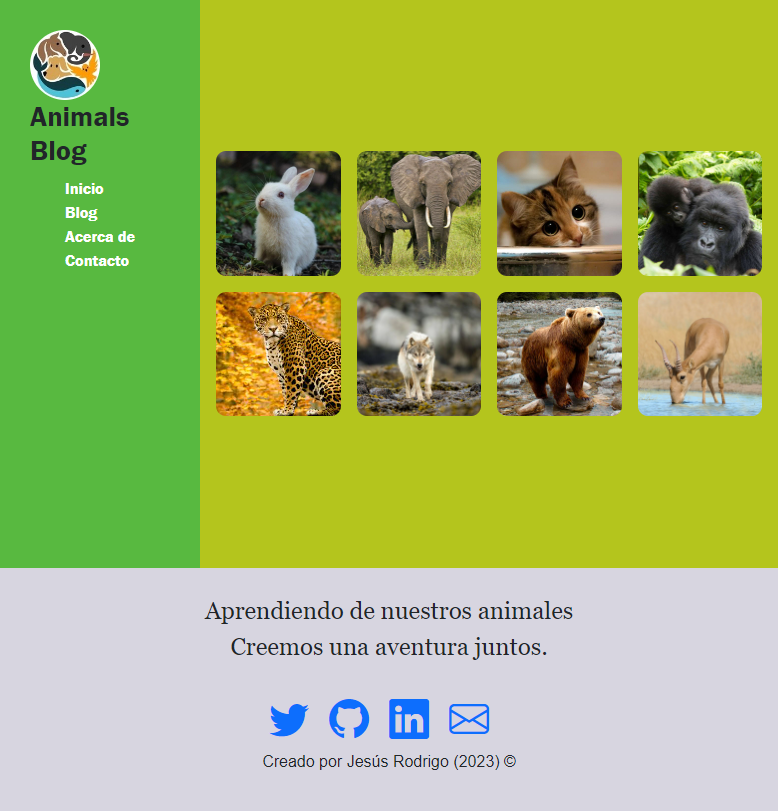 Animals
Blog
Inicio
Blog
Acerca de
Contacto
Aprendiendo de nuestros animales
Creemos una aventura juntos.
in
Creado por Jesús Rodrigo (2023) ©